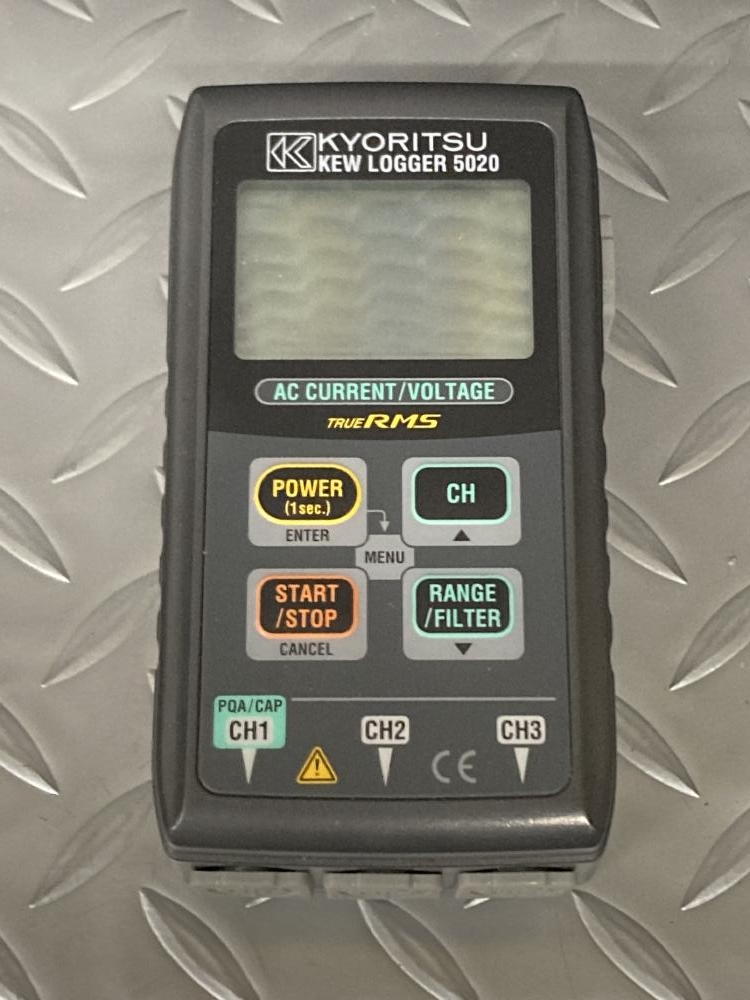 KYORITSU
KEW LOGGER 5020
AC CURRENT/VOLTAGE
TRUE RMS
POWER
(1sec.)
ENTER
CH
MENU
START
/STOP
CANCEL
RANGE
/FILTER
PQA/CAP
CH1
CH2
CH3
CE